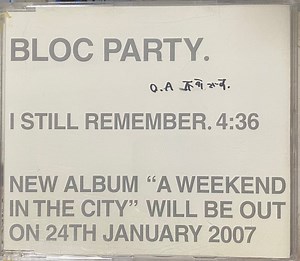 BLOC PARTY.
O.A
I STILL REMEMBER. 4:36
NEW ALBUM “A WEEKEND
IN THE CITY” WILL BE OUT
ON 24TH JANUARY 2007